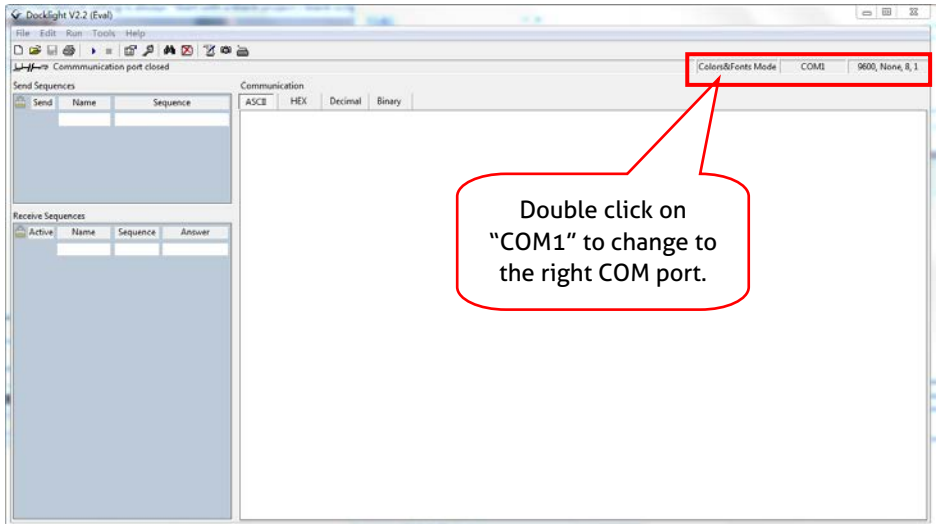 Docklight V2.2 (Eval)
File Edit Run Tools Help
Commmunication port closed
Colors&Fonts Mode COM1 9600, None, 8, 1
Send Sequences
Send Name Sequence
Communication
ASCII HEX Decimal Binary
Double click on
“COM1” to change to
the right COM port.
Receive Sequences
Active Name Sequence Answer